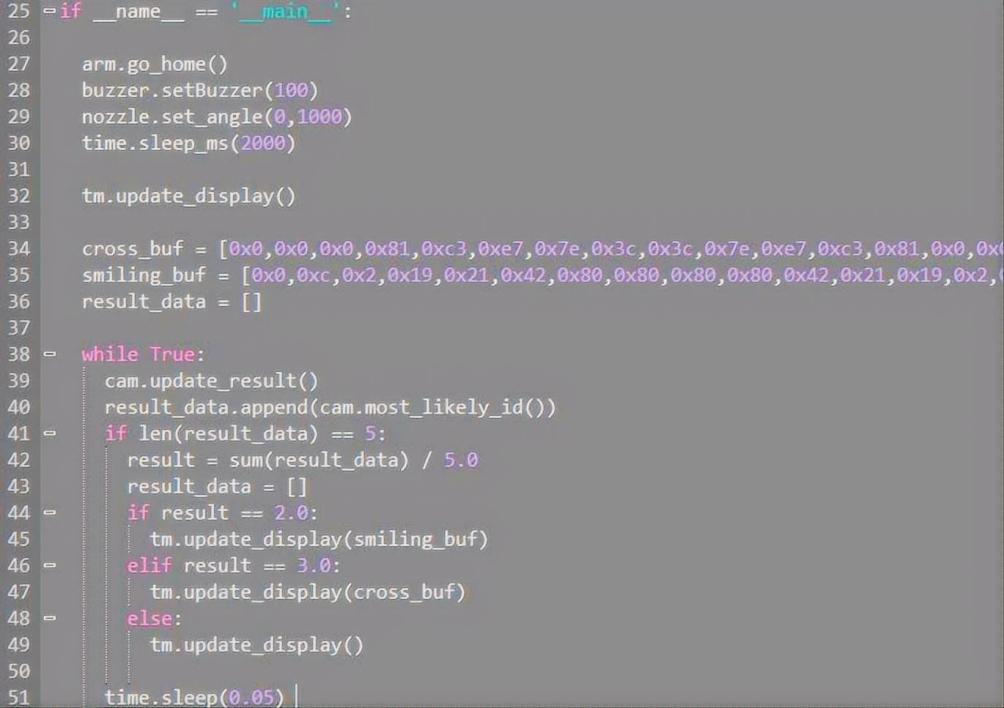 25 if __name__ == '__main__':
26
27 arm.go_home()
28 buzzer.setBuzzer(100)
29 nozzle.set_angle(0,1000)
30 time.sleep_ms(2000)
31
32 tm.update_display()
33
34 cross_buf = [0x0,0x0,0x0,0x81,0xc3,0xe7,0x7e,0x3c,0x3c,0x7e,0xe7,0xc3,0x81,0x0,0x
35 smiling_buf = [0x0,0xc,0x2,0x19,0x21,0x42,0x80,0x80,0x80,0x80,0x42,0x21,0x19,0x2,
36 result_data = []
37
38 while True:
39 cam.update_result()
40 result_data.append(cam.most_likely_id())
41 if len(result_data) == 5:
42 result = sum(result_data) / 5.0
43 result_data = []
44 if result == 2.0:
45 tm.update_display(smiling_buf)
46 elif result == 3.0:
47 tm.update_display(cross_buf)
48 else:
49 tm.update_display()
50
51 time.sleep(0.05)